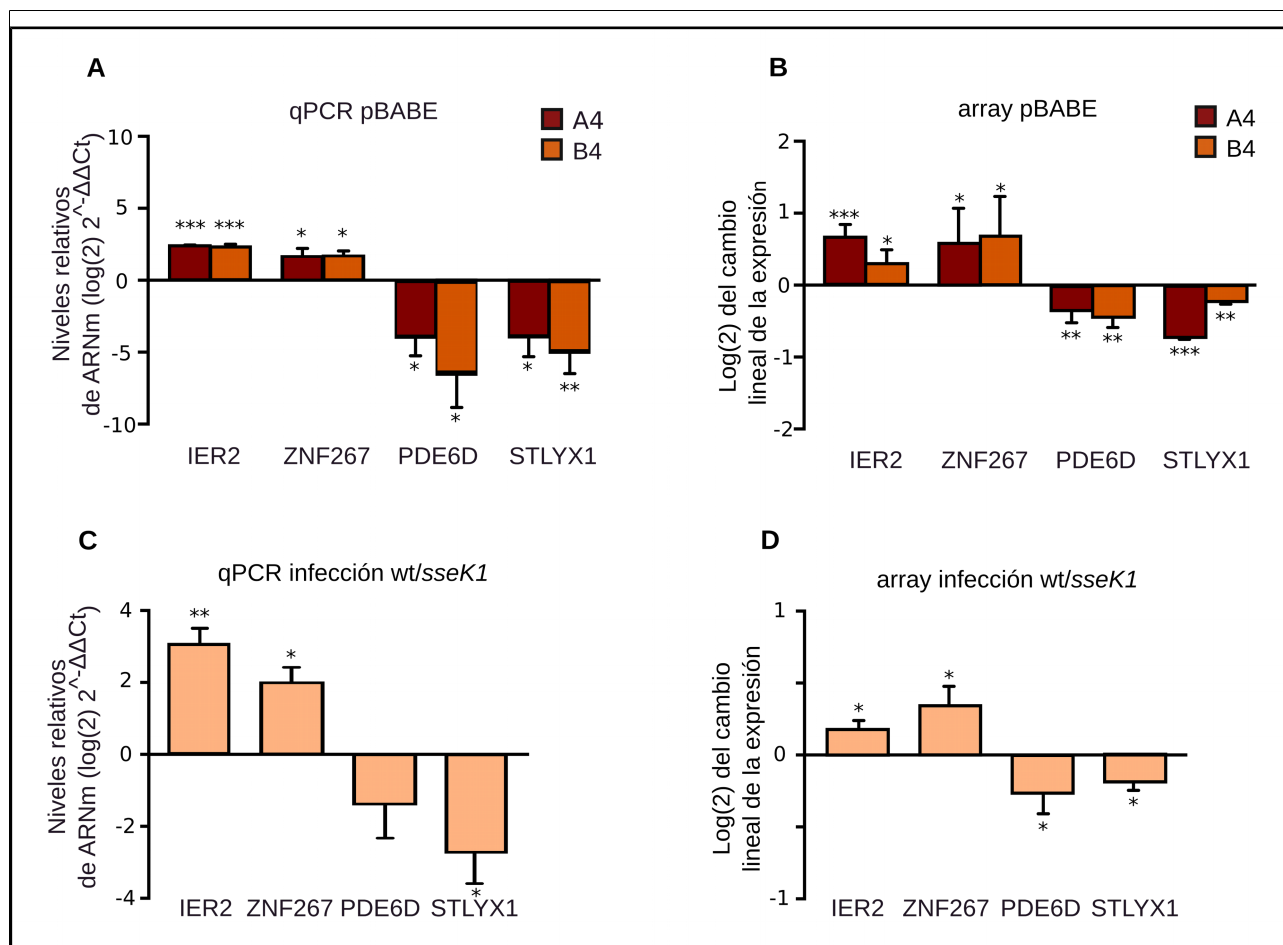 A
qPCR pBABE
A4
B4
Niveles relativos
de ARNm (log(2) 2^-ΔΔCt)
10
5
0
-5
-10
*** *** * * * * * **
IER2 ZNF267 PDE6D STLYX1
B
array pBABE
A4
B4
Log(2) del cambio
lineal de la expresión
2
1
0
-1
-2
*** * * * ** ** *** **
IER2 ZNF267 PDE6D STLYX1
C
qPCR infección wt/sseK1
Niveles relativos
de ARNm (log(2) 2^-ΔΔCt)
4
2
0
-2
-4
** * *
IER2 ZNF267 PDE6D STLYX1
D
array infección wt/sseK1
Log(2) del cambio
lineal de la expresión
1
0
-1
* * * *
IER2 ZNF267 PDE6D STLYX1